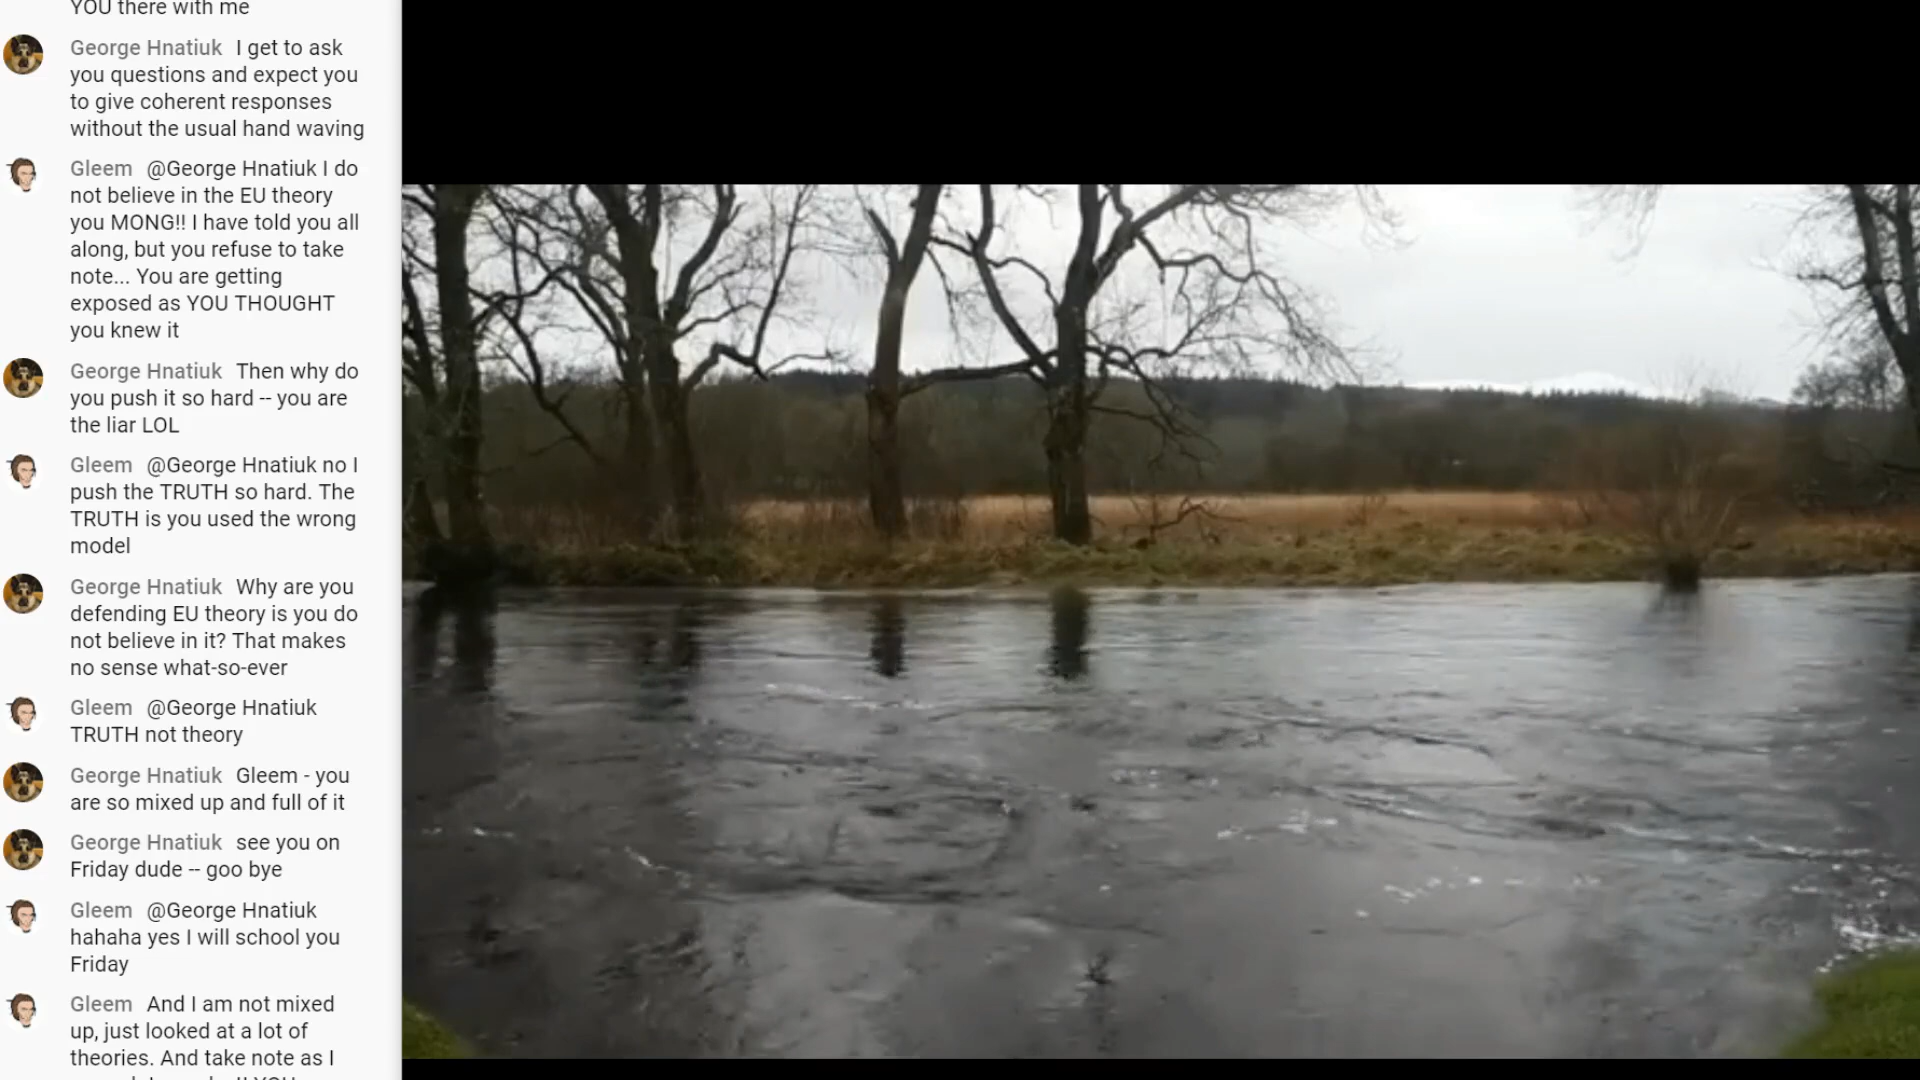 YOU there with me
George Hnatiuk I get to ask
you questions and expect you
to give coherent responses
without the usual hand waving
Gleem @George Hnatiuk I do
not believe in the EU theory
you MONG!! I have told you all
along, but you refuse to take
note... You are getting
exposed as YOU THOUGHT
you knew it
George Hnatiuk Then why do
you push it so hard -- you are
the liar LOL
Gleem @George Hnatiuk no I
push the TRUTH so hard. The
TRUTH is you used the wrong
model
George Hnatiuk Why are you
defending EU theory is you do
not believe in it? That makes
no sense what-so-ever
Gleem @George Hnatiuk
TRUTH not theory
George Hnatiuk Gleem - you
are so mixed up and full of it
George Hnatiuk see you on
Friday dude -- goo bye
Gleem @George Hnatiuk
hahaha yes I will school you
Friday
Gleem And I am not mixed
up, just looked at a lot of
theories. And take note as I